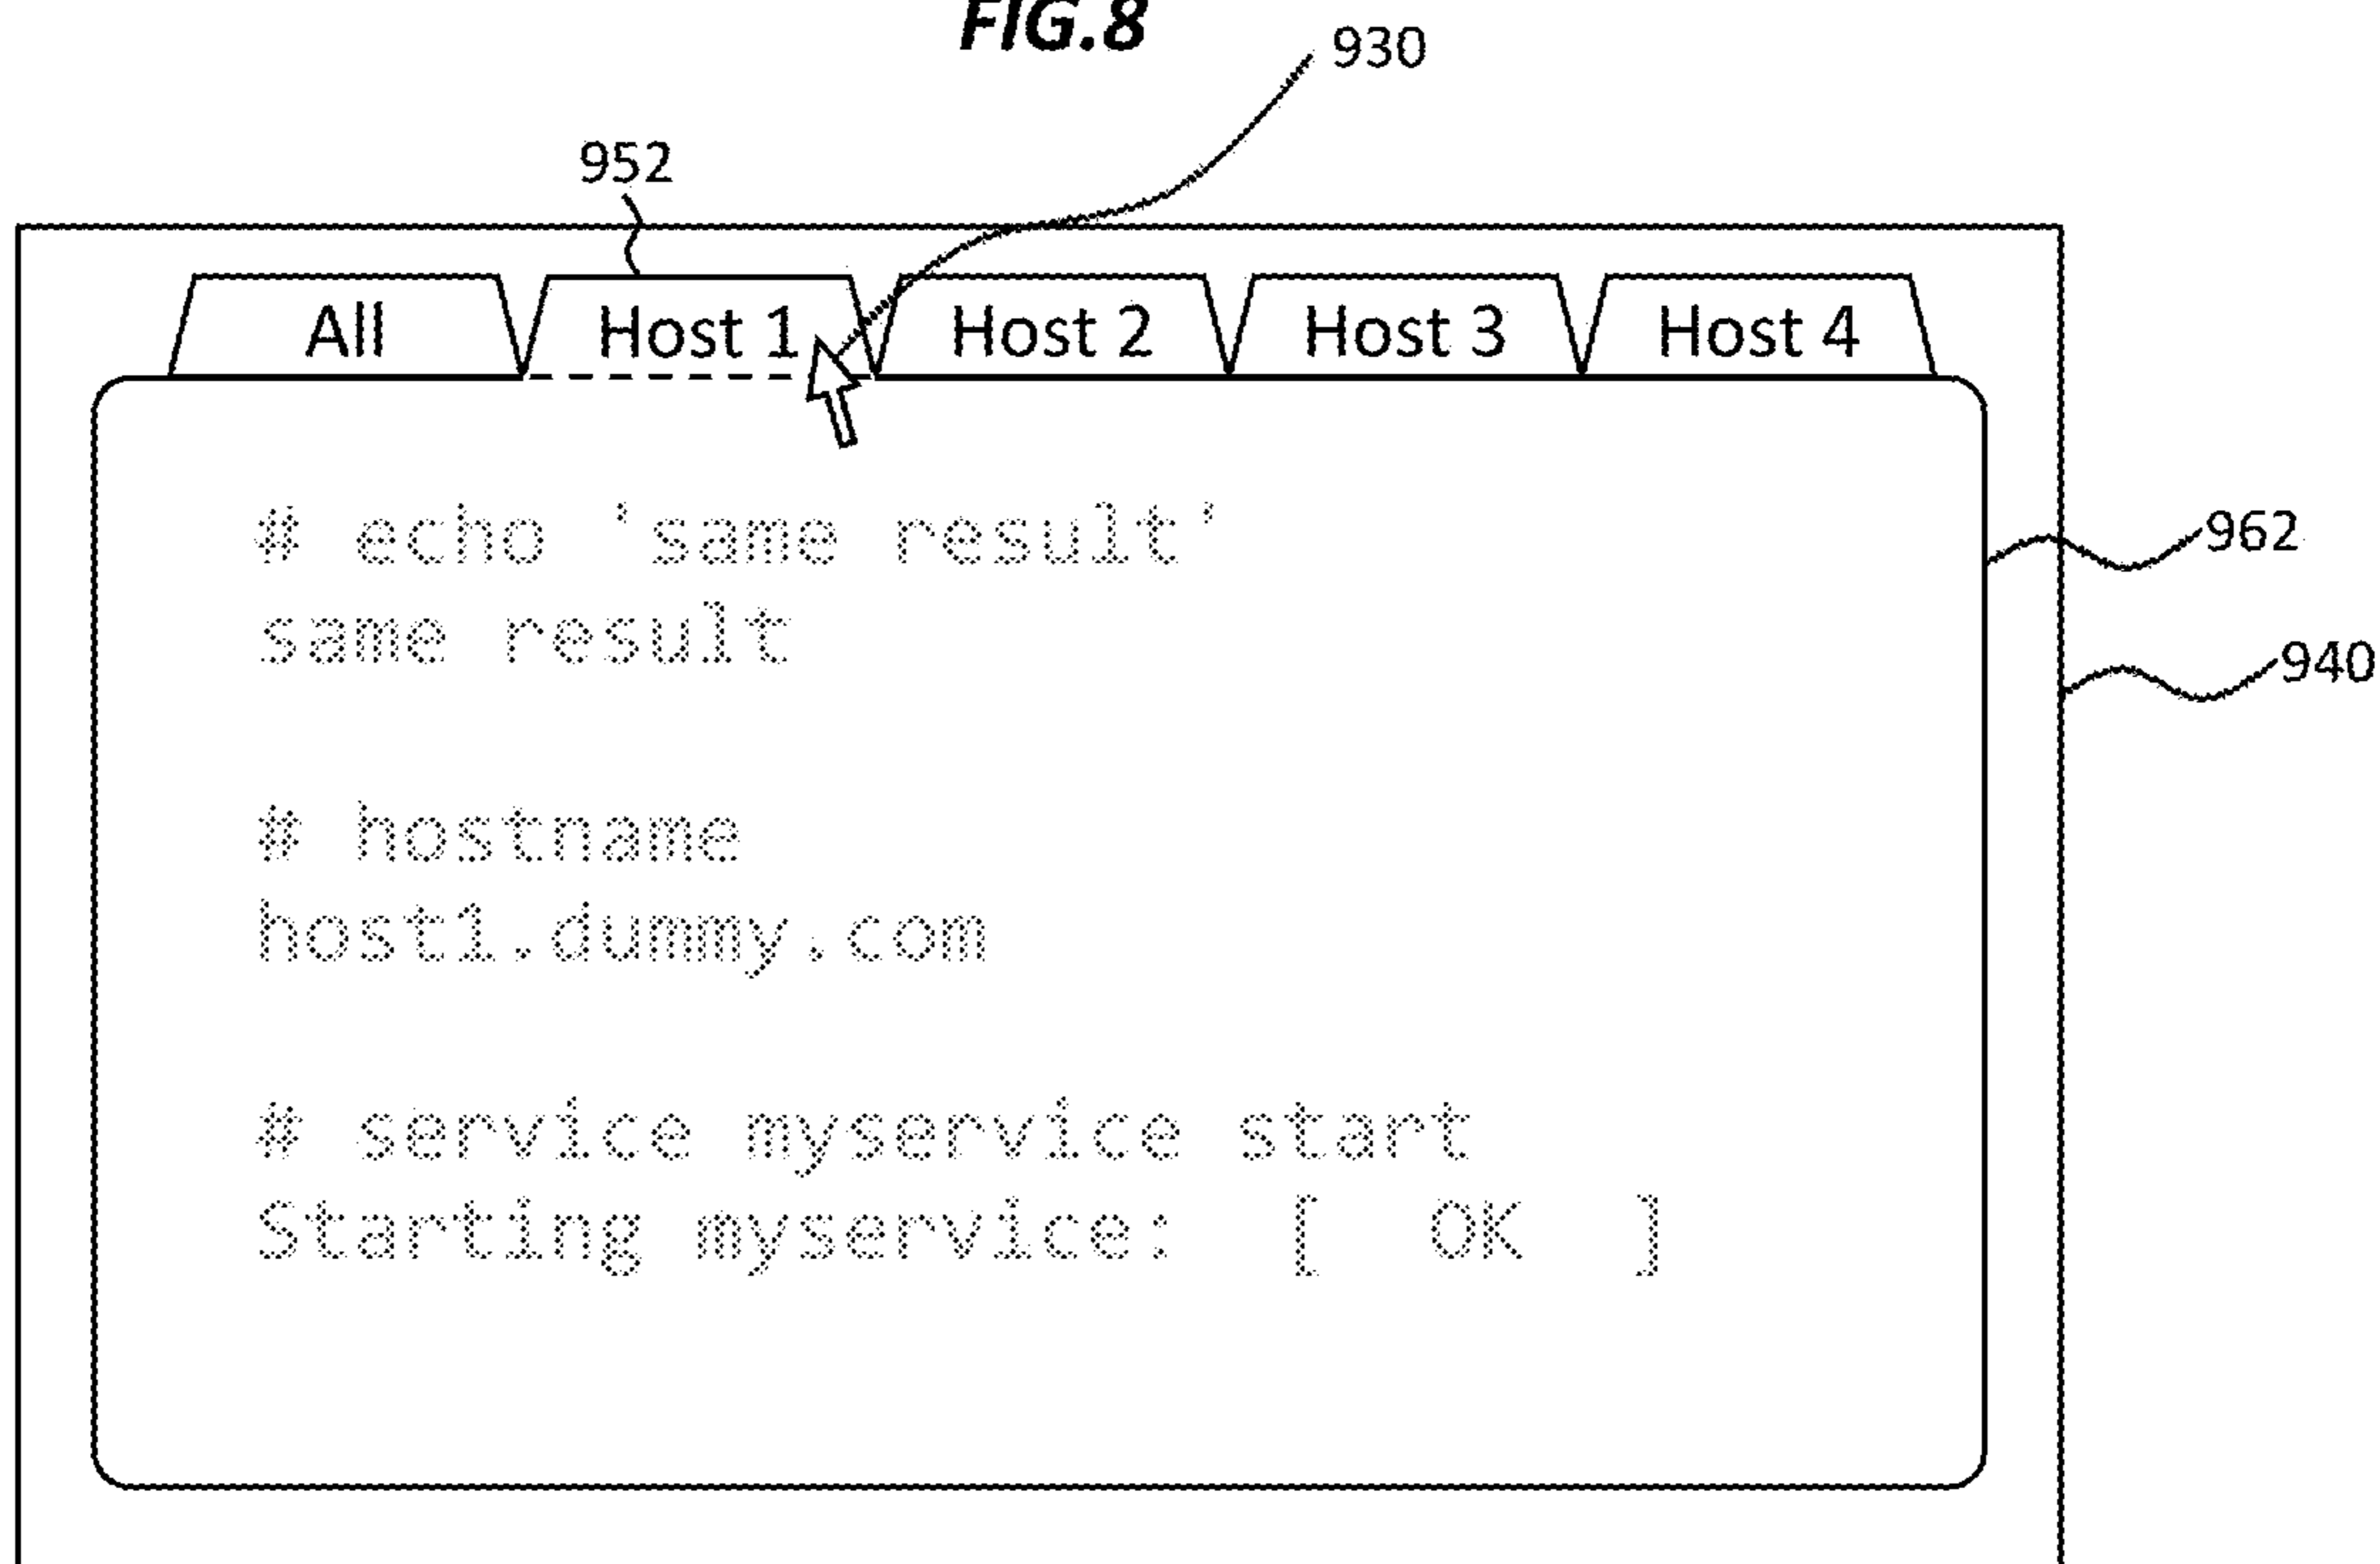 FIG.8
930
952
All Host 1 Host 2 Host 3 Host 4
# echo 'same result'
962
same result
940
# hostname
host1.dummy.com
# service myservice start
Starting myservice: [ OK ]